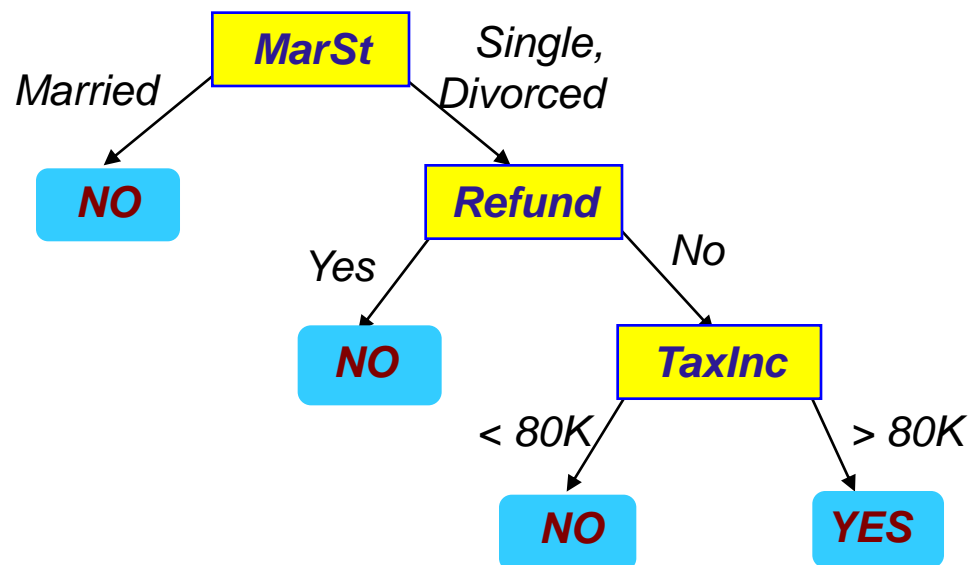 MarSt
Single,
Divorced
Married
NO
Refund
Yes
No
NO
TaxInc
< 80K
> 80K
NO
YES